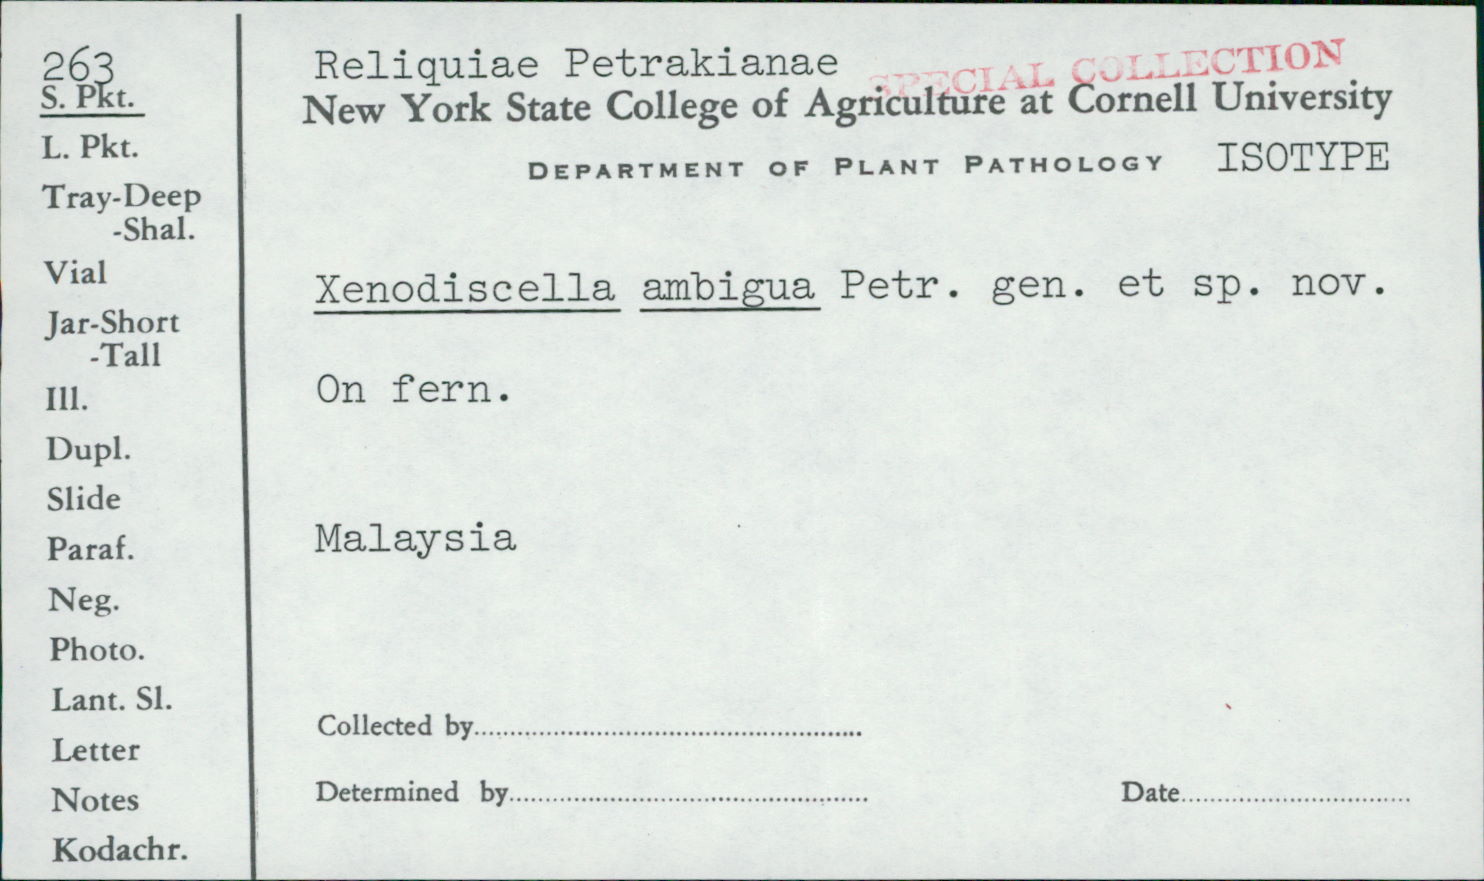 263
S. Pkt.
L. Pkt.
Tray-Deep
-Shal.
Vial
Jar-Short
-Tall
Ill.
Dupl.
Slide
Paraf.
Neg.
Photo.
Lant. Sl.
Letter
Notes
Kodachr.
Reliquiae Petrakianae
SPECIAL COLLECTION
New York State College of Agriculture at Cornell University
DEPARTMENT OF PLANT PATHOLOGY ISOTYPE
Xenodiscella ambigua Petr. gen. et sp. nov.
On fern.
Malaysia
Collected by
Determined by
Date